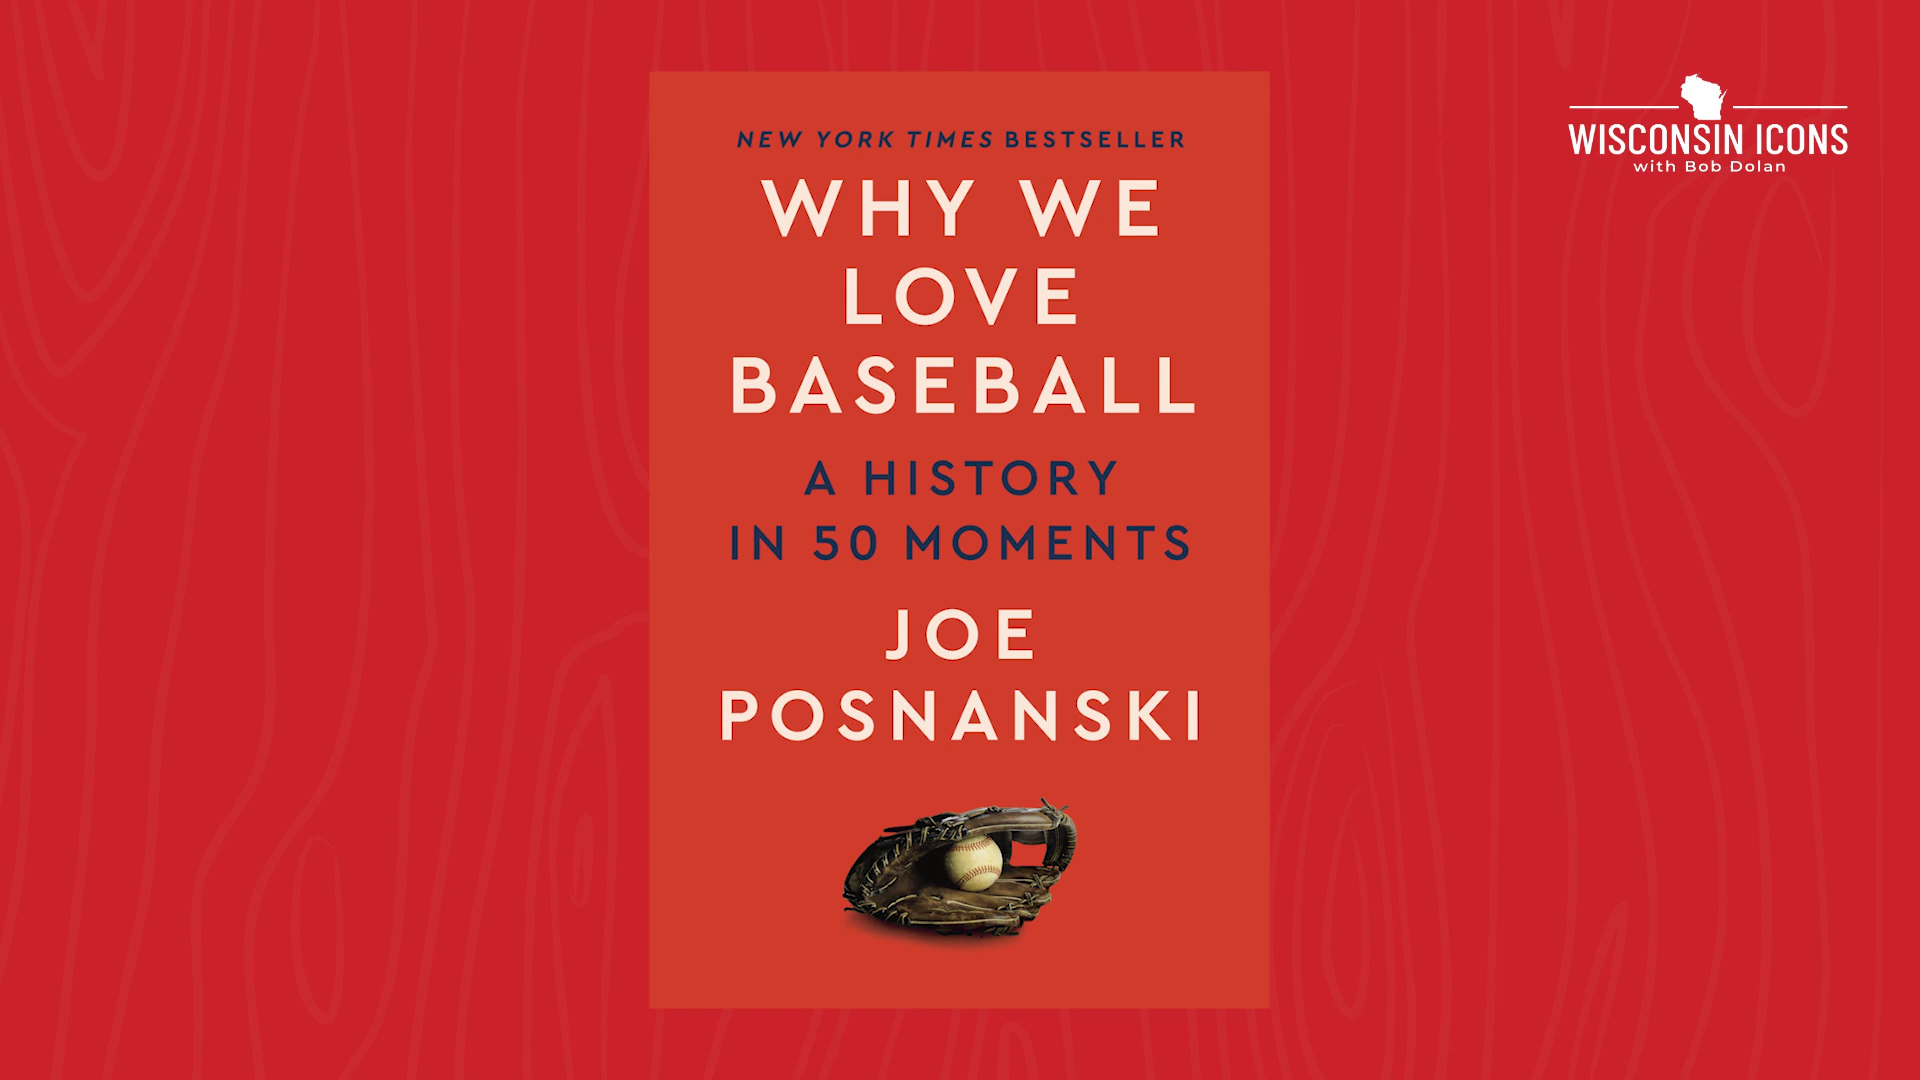 NEW YORK TIMES BESTSELLER
WHY WE
LOVE
BASEBALL
A HISTORY
IN 50 MOMENTS
JOE
POSNANSKI
WISCONSIN ICONS
with Bob Dolan